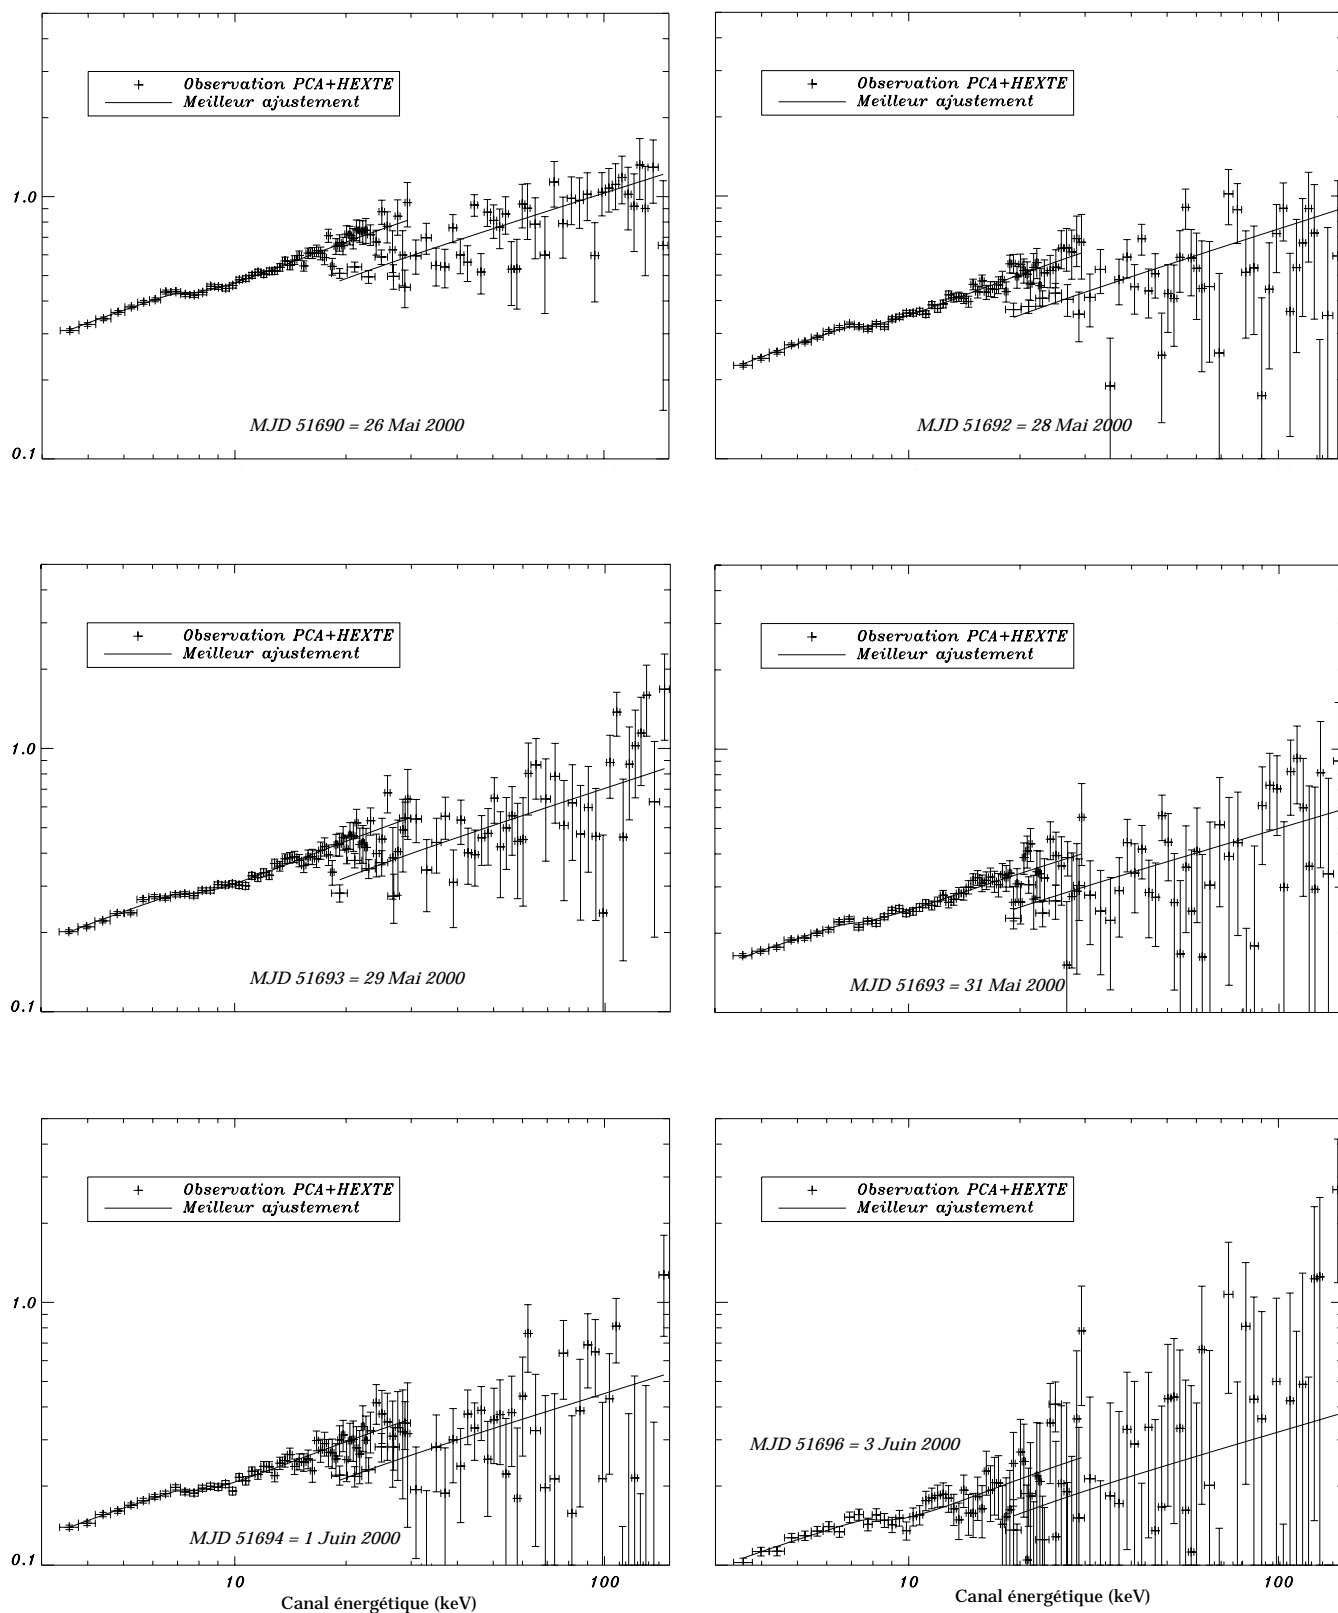 Observation PCA+HEXTE
Meilleur ajustement
1.0
MJD 51690 = 26 Mai 2000
0.1
Observation PCA+HEXTE
Meilleur ajustement
MJD 51692 = 28 Mai 2000
Observation PCA+HEXTE
Meilleur ajustement
1.0
MJD 51693 = 29 Mai 2000
0.1
Observation PCA+HEXTE
Meilleur ajustement
MJD 51693 = 31 Mai 2000
Observation PCA+HEXTE
Meilleur ajustement
1.0
MJD 51694 = 1 Juin 2000
0.1
10 100
Canal énergétique (keV)
Observation PCA+HEXTE
Meilleur ajustement
MJD 51696 = 3 Juin 2000
10 100
Canal énergétique (keV)